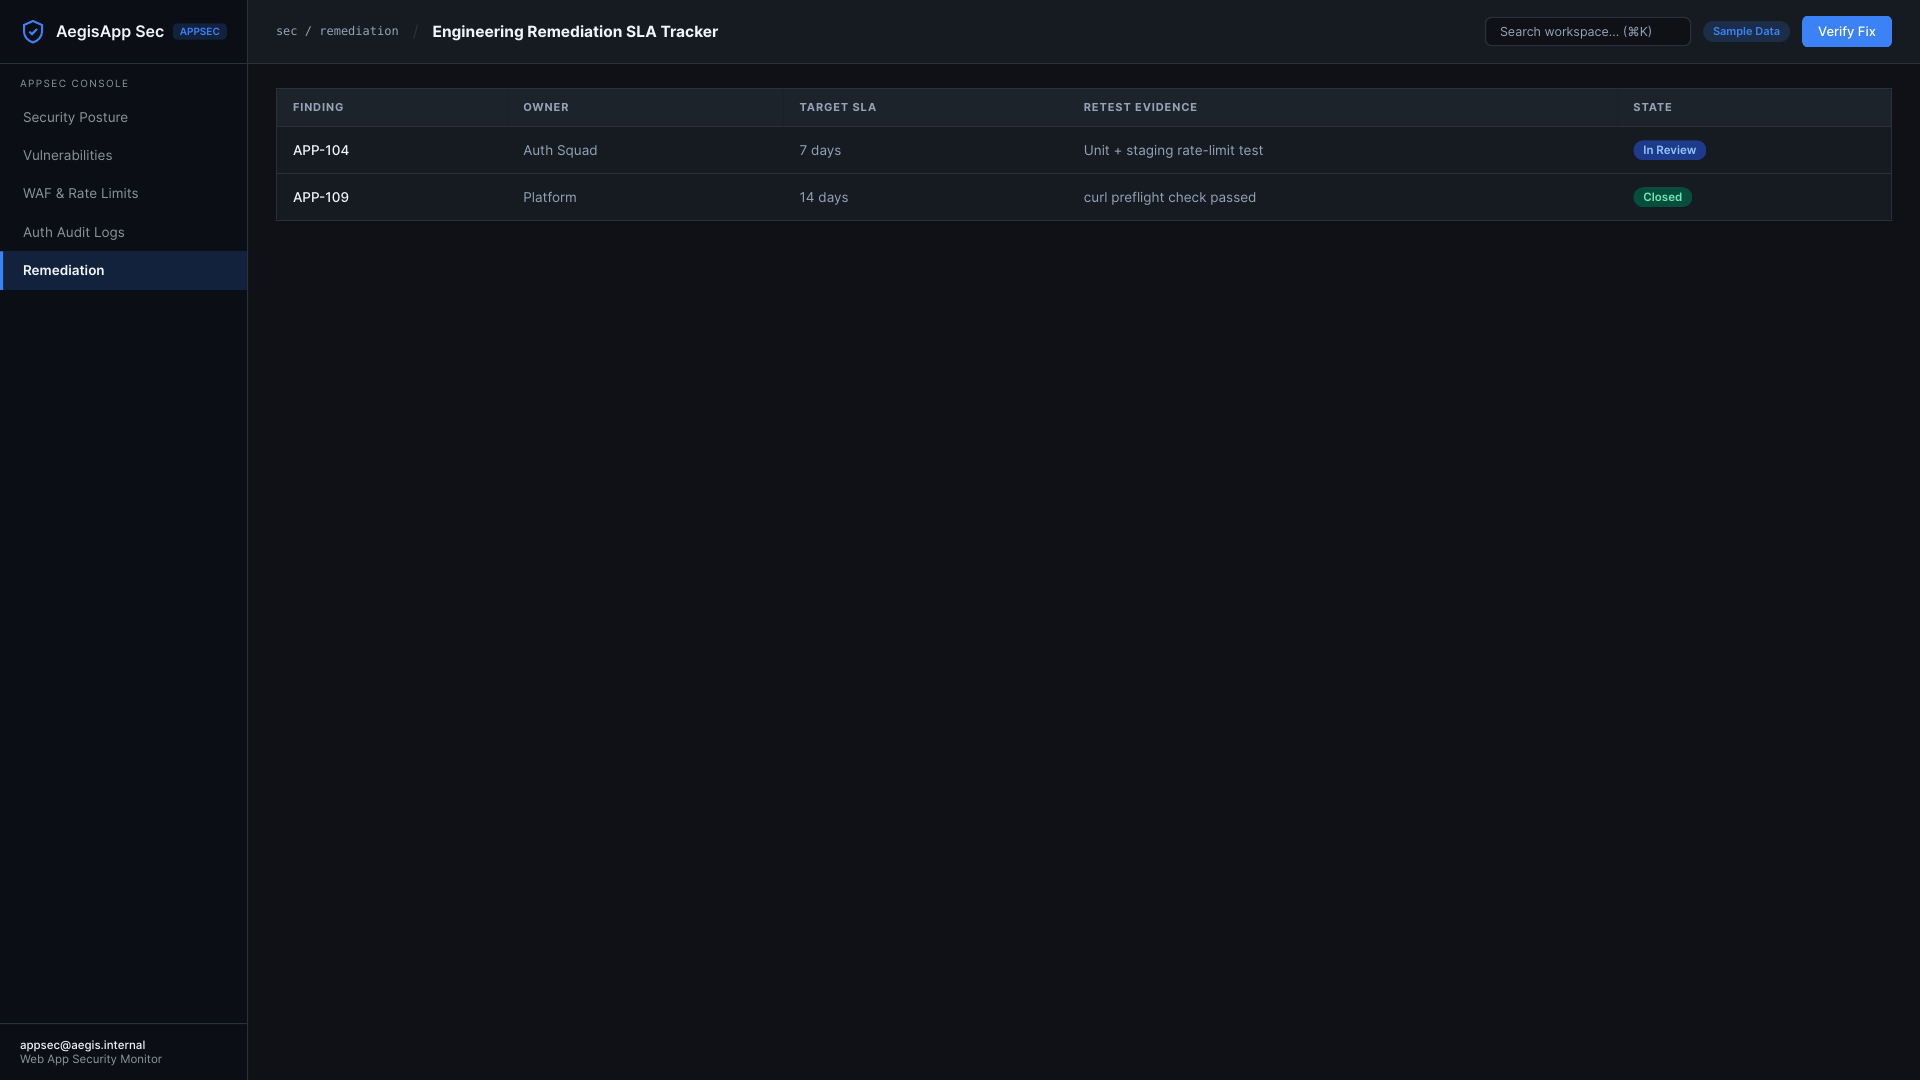 AegisApp Sec APPSEC
sec / remediation / Engineering Remediation SLA Tracker
Search workspace... (⌘K)
Sample Data
Verify Fix
APPSEC CONSOLE
Security Posture
Vulnerabilities
WAF & Rate Limits
Auth Audit Logs
Remediation
FINDING OWNER TARGET SLA RETEST EVIDENCE STATE
APP-104 Auth Squad 7 days Unit + staging rate-limit test In Review
APP-109 Platform 14 days curl preflight check passed Closed
appsec@aegis.internal
Web App Security Monitor